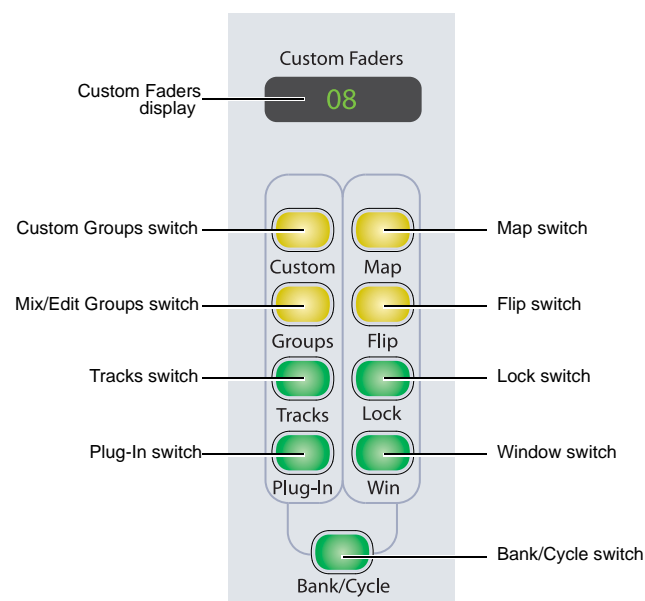 Custom Faders
Custom Faders
display
08
Custom Groups switch
Map switch
Custom
Map
Mix/Edit Groups switch
Flip switch
Groups
Flip
Tracks switch
Lock switch
Tracks
Lock
Plug-In switch
Window switch
Plug-In
Win
Bank/Cycle switch
Bank/Cycle